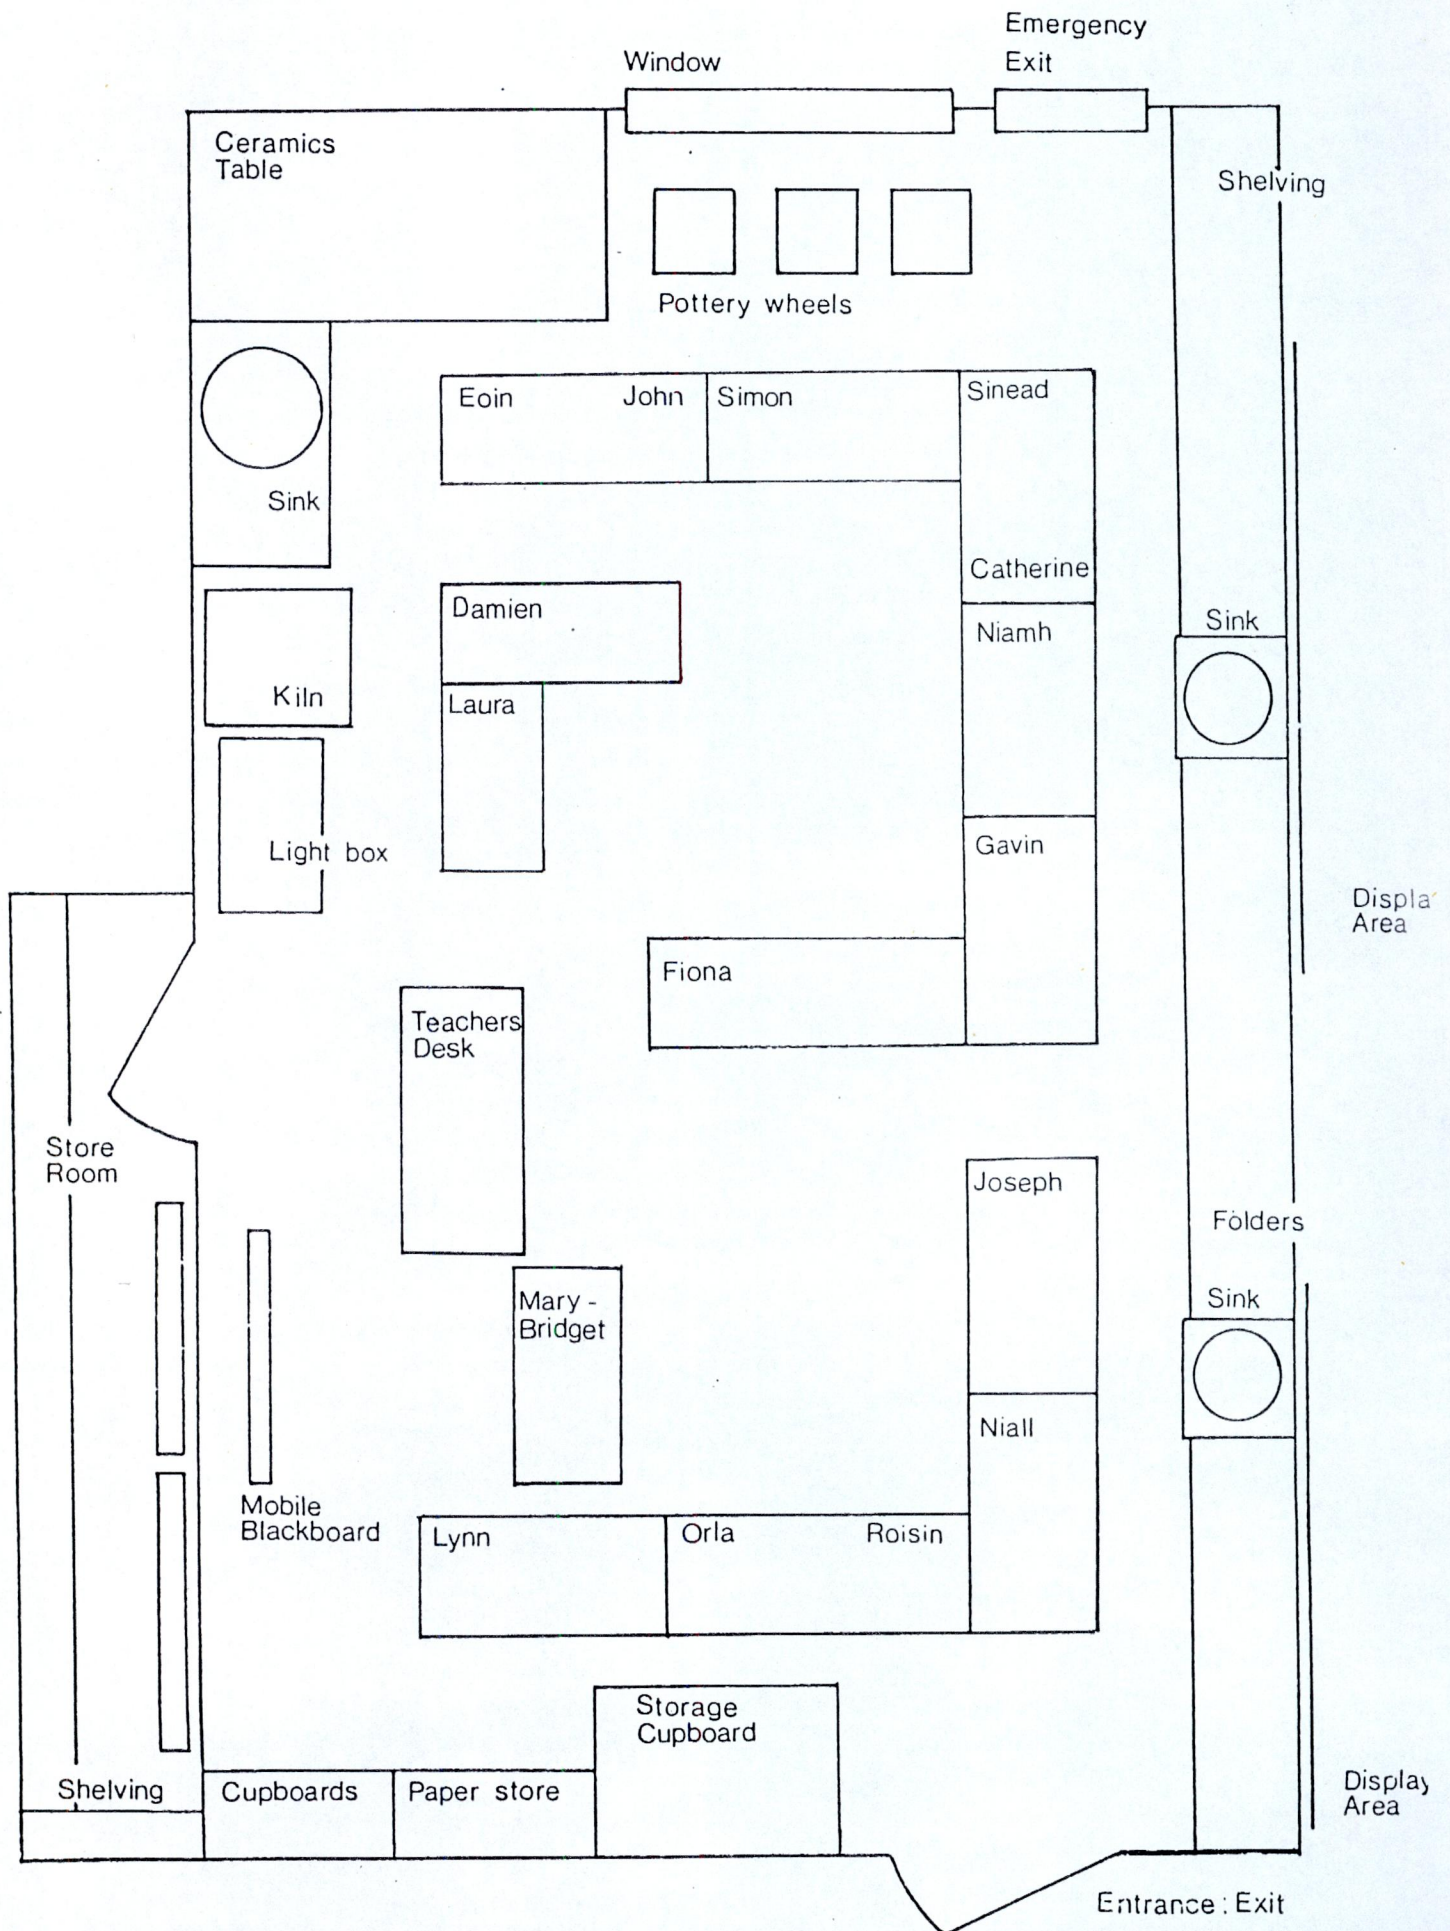 Emergency
Exit
Window
Ceramics
Table
Shelving
Pottery wheels
Eoin John Simon Sinead
Sink
Catherine
Damien
Niamh
Sink
Kiln
Laura
Light box
Gavin
Displa
Area
Fiona
Teachers
Desk
Store
Room
Joseph
Folders
Sink
Mary -
Bridget
Niall
Mobile
Blackboard
Lynn
Orla Roisin
Storage
Cupboard
Shelving
Cupboards
Paper store
Display
Area
Entrance : Exit